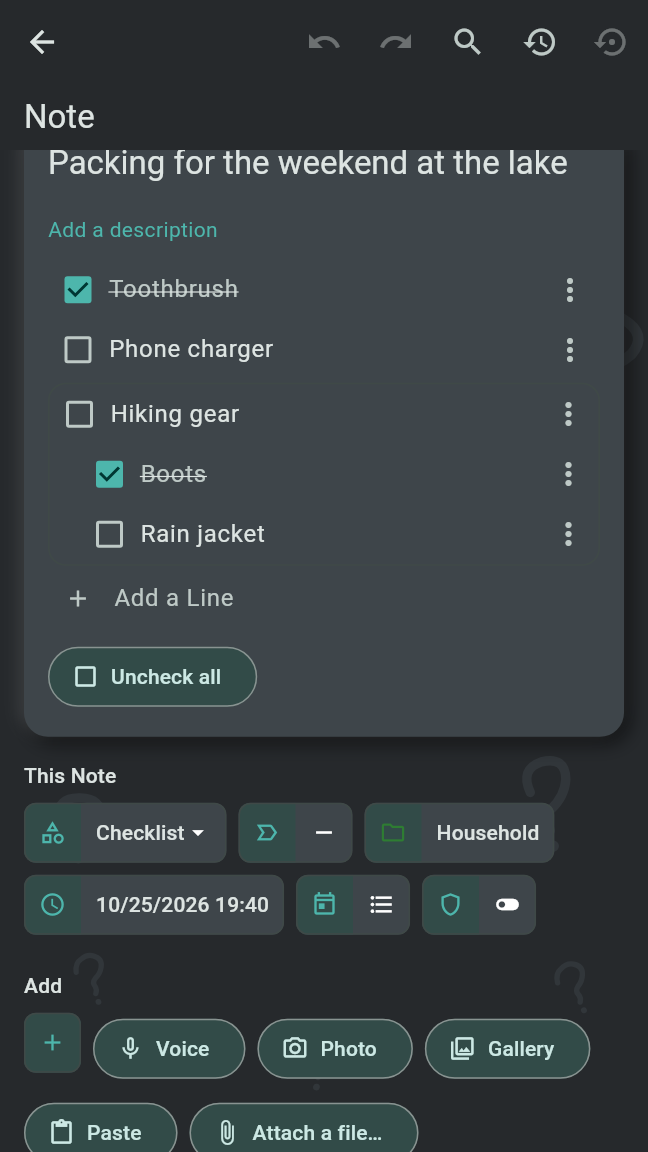 Note
Packing for the weekend at the lake
Add a description
Toothbrush
Phone charger
Hiking gear
Boots
Rain jacket
Add a Line
Uncheck all
This Note
Checklist
Household
10/25/2026 19:40
Add
Voice
Photo
Gallery
Paste
Attach a file...